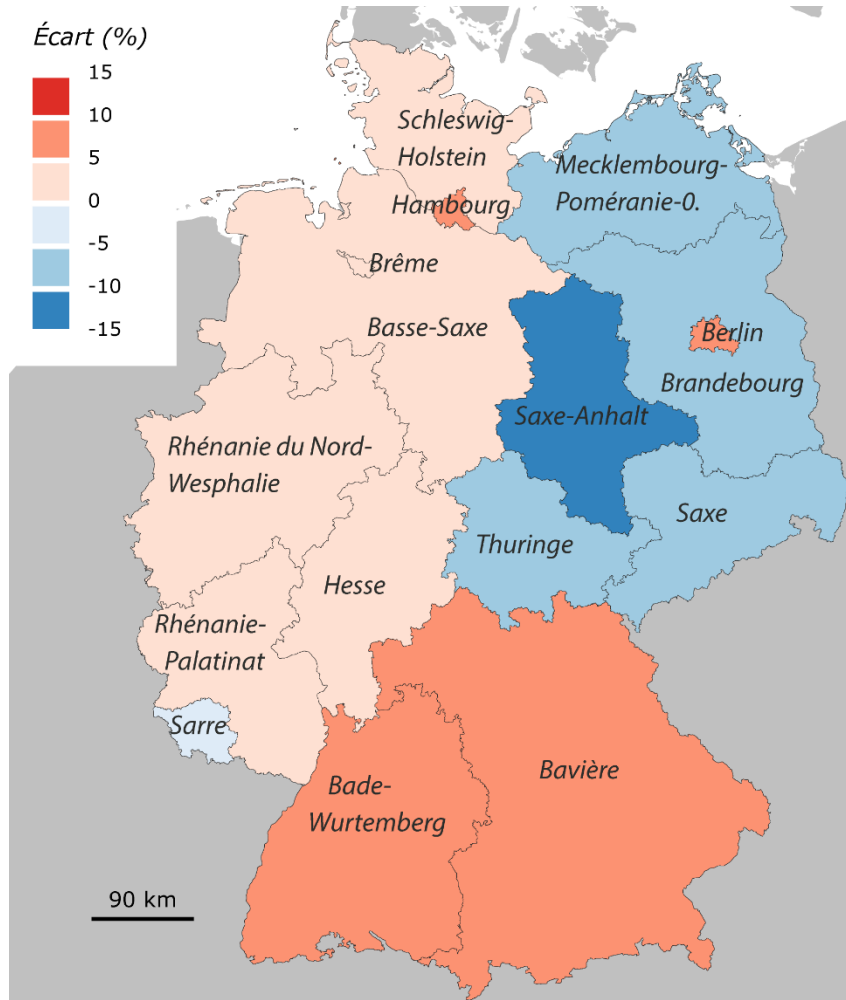 Écart (%)
15
10
5
0
-5
-10
-15
Schleswig-
Holstein
Mecklembourg-
Poméranie-0.
Hambourg
Brême
Basse-Saxe
Berlin
Brandebourg
Saxe-Anhalt
Rhénanie du Nord-
Wesphalie
Saxe
Thuringe
Hesse
Rhénanie-
Palatinat
Sarre
Bavière
Bade-
Wurtemberg
90 km